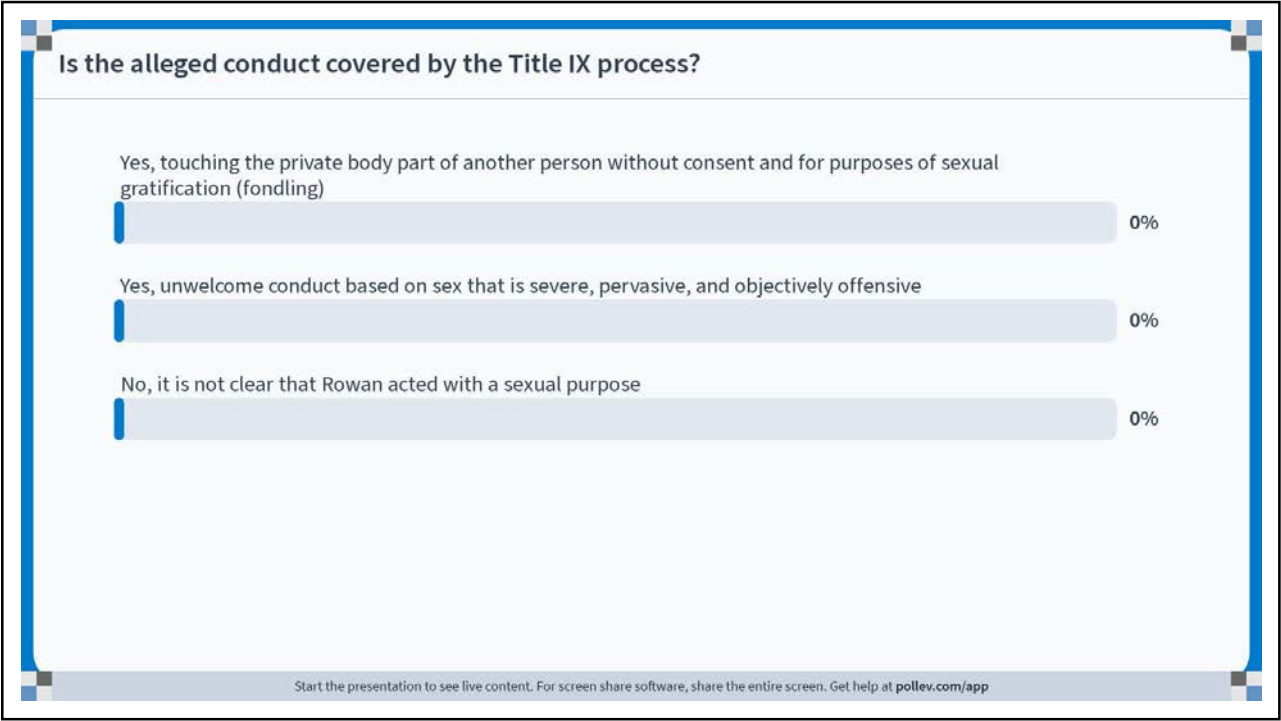 Is the alleged conduct covered by the Title IX process?
Yes, touching the private body part of another person without consent and for purposes of sexual
gratification (fondling)
0%
Yes, unwelcome conduct based on sex that is severe, pervasive, and objectively offensive
0%
No, it is not clear that Rowan acted with a sexual purpose
0%
Start the presentation to see live content. For screen share software, share the entire screen. Get help at pollev.com/app